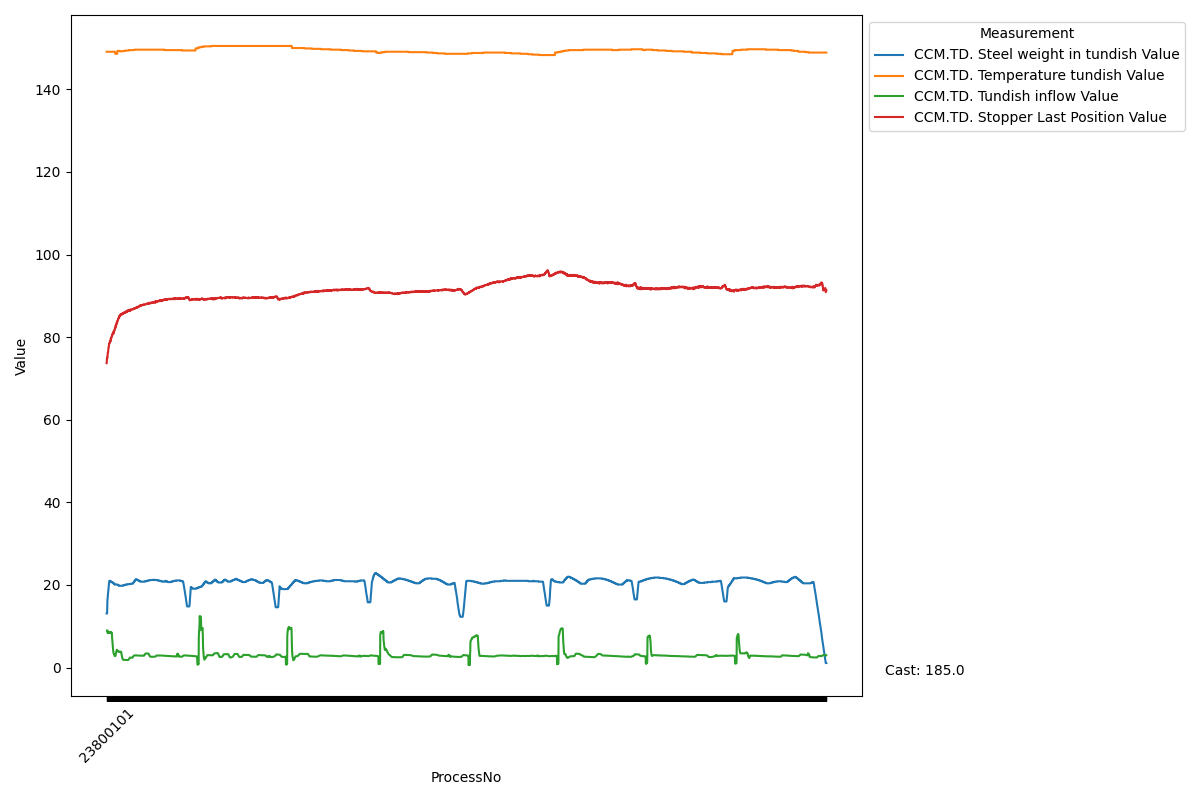 Measurement
CCM.TD. Steel weight in tundish Value
CCM.TD. Temperature tundish Value
CCM.TD. Tundish inflow Value
CCM.TD. Stopper Last Position Value
140
120
100
80
60
40
20
0
Value
Cast: 185.0
23800101
ProcessNo